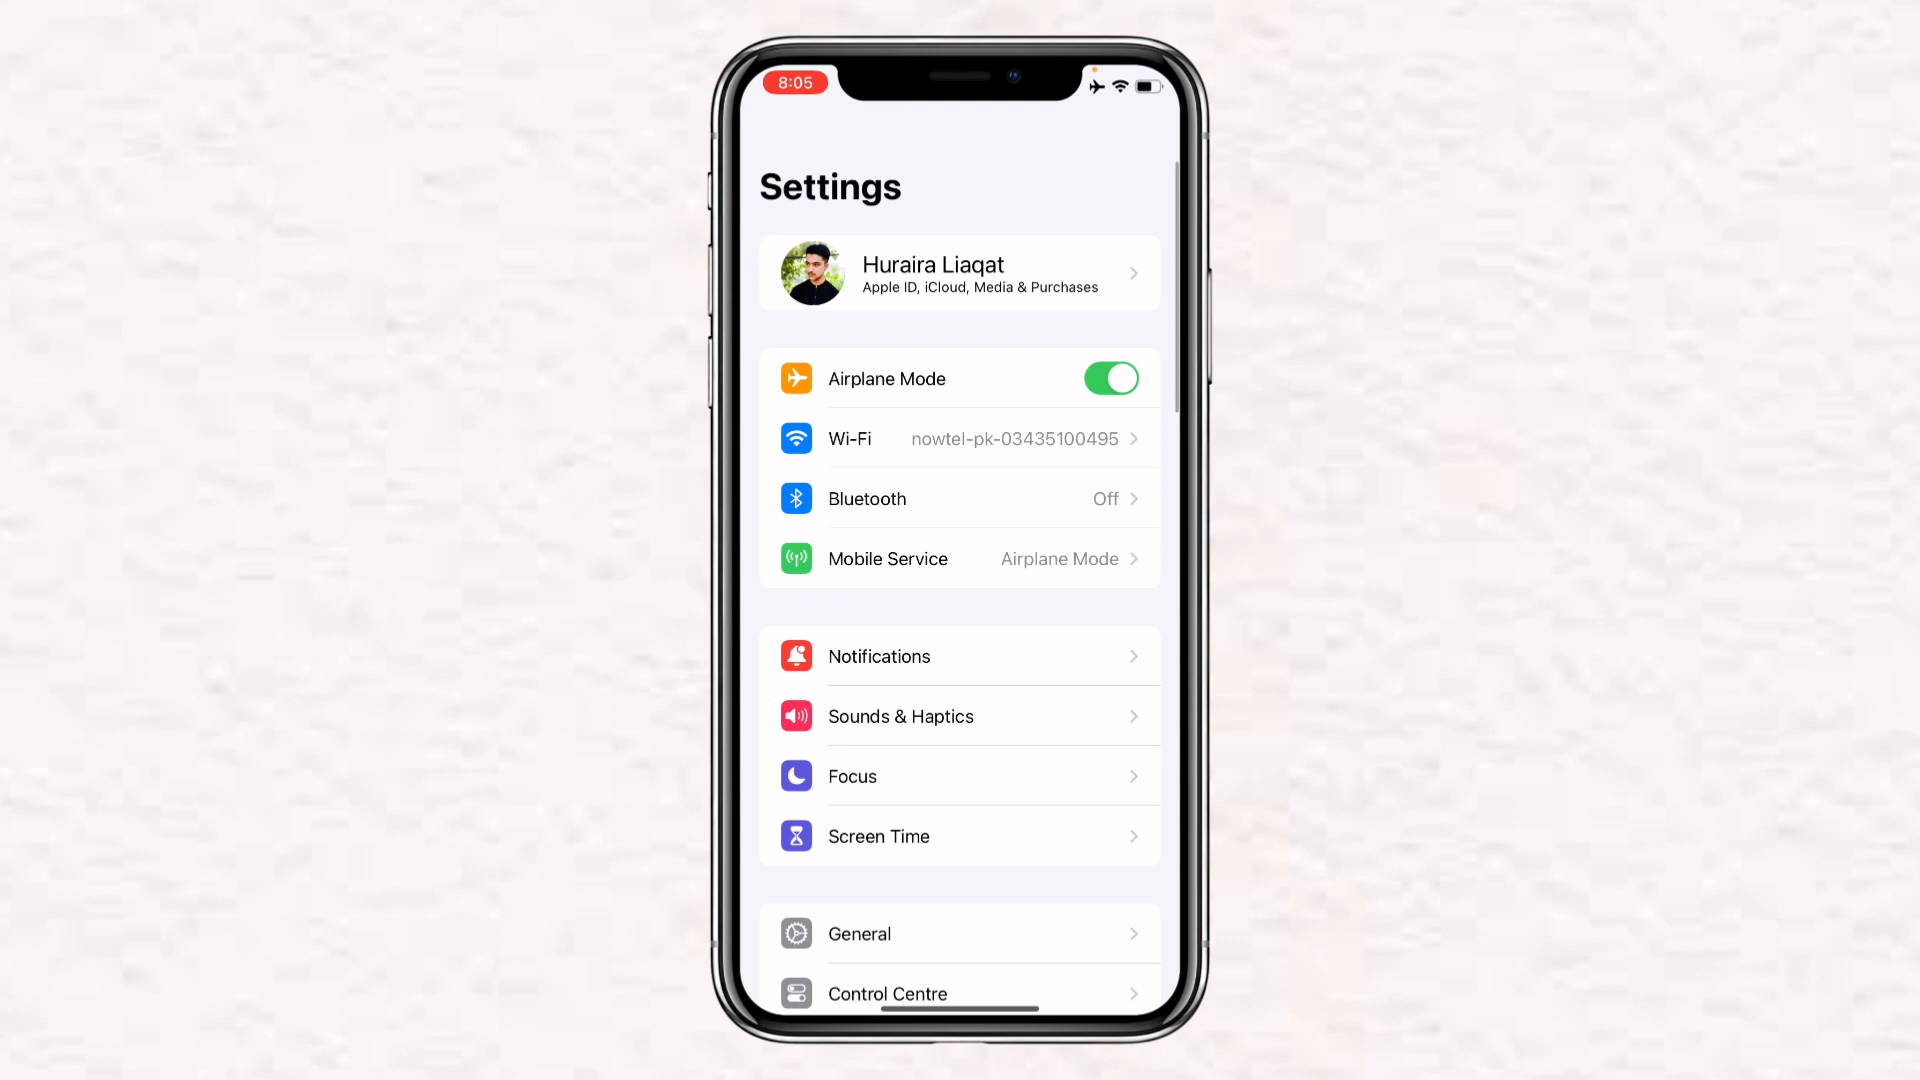 8:05
Settings
Huraira Liaqat
Apple ID, iCloud, Media & Purchases
Airplane Mode
Wi-Fi nowtel-pk-03435100495
Bluetooth Off
Mobile Service Airplane Mode
Notifications
Sounds & Haptics
Focus
Screen Time
General
Control Centre